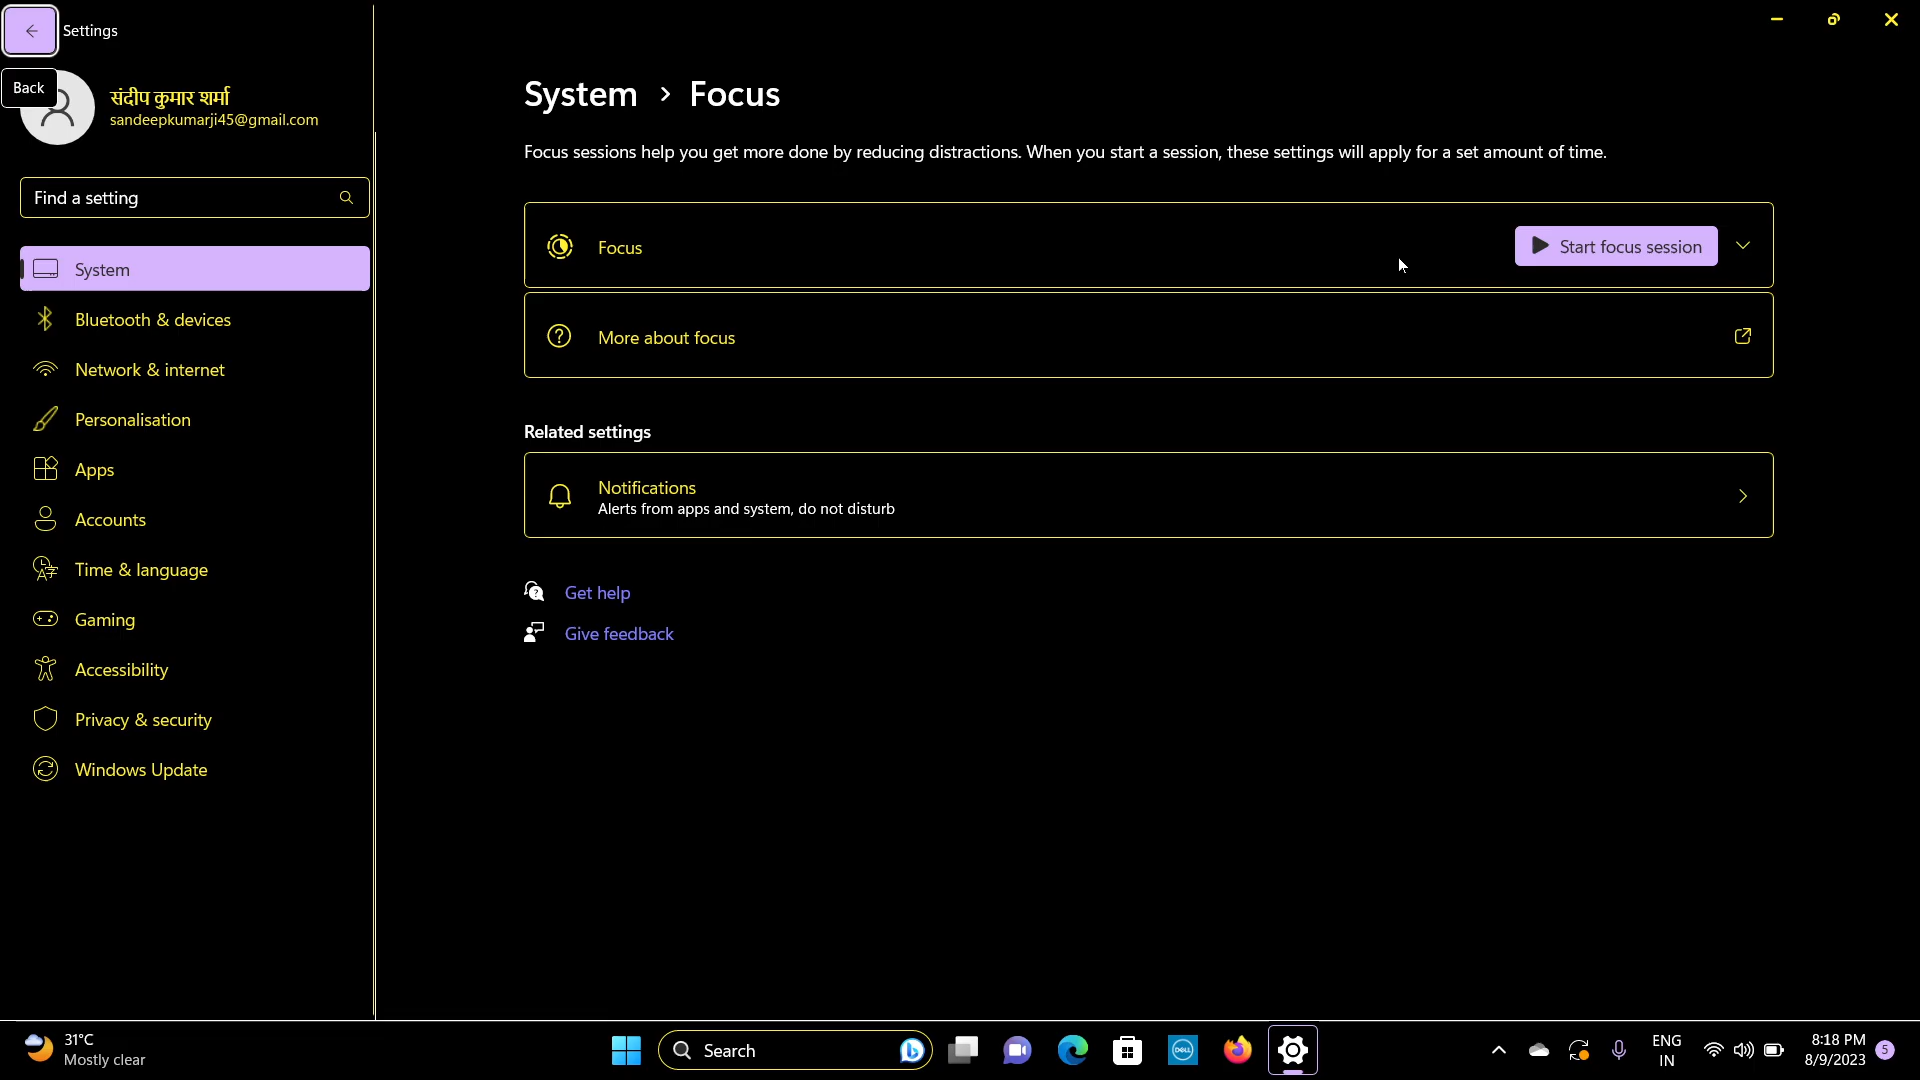 Settings
Back
संदीप कुमार शर्मा
sandeepkumarji45@gmail.com
Find a setting
System
Bluetooth & devices
Network & internet
Personalisation
Apps
Accounts
Time & language
Gaming
Accessibility
Privacy & security
Windows Update
System > Focus
Focus sessions help you get more done by reducing distractions. When you start a session, these settings will apply for a set amount of time.
Focus
Start focus session
More about focus
Related settings
Notifications
Alerts from apps and system, do not disturb
Get help
Give feedback
31°C
Mostly clear
Search
DELL
ENG
IN
8:18 PM
8/9/2023
5